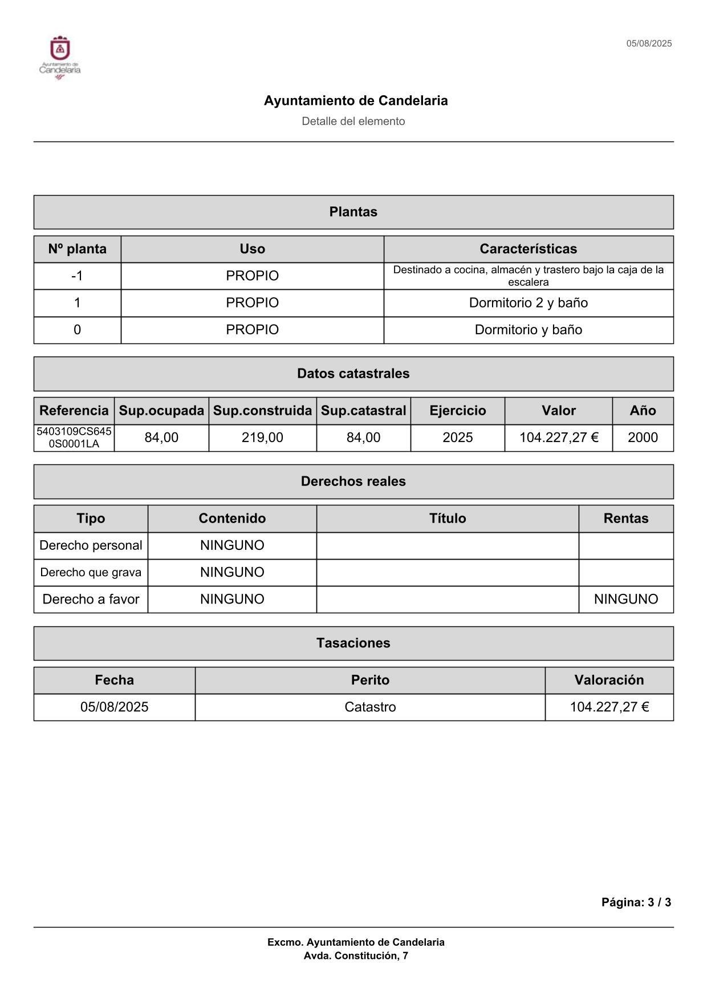 Ayuntamiento de
Candelaria
05/08/2025
Ayuntamiento de Candelaria
Detalle del elemento
Plantas
Nº planta Uso Características
-1 PROPIO Destinado a cocina, almacén y trastero bajo la caja de la
escalera
1 PROPIO Dormitorio 2 y baño
0 PROPIO Dormitorio y baño
Datos catastrales
Referencia Sup.ocupada Sup.construida Sup.catastral Ejercicio Valor Año
5403109CS645
0S0001LA 84,00 219,00 84,00 2025 104.227,27 € 2000
Derechos reales
Tipo Contenido Título Rentas
Derecho personal NINGUNO
Derecho que grava NINGUNO
Derecho a favor NINGUNO NINGUNO
Tasaciones
Fecha Perito Valoración
05/08/2025 Catastro 104.227,27 €
Página: 3 / 3
Excmo. Ayuntamiento de Candelaria
Avda. Constitución, 7